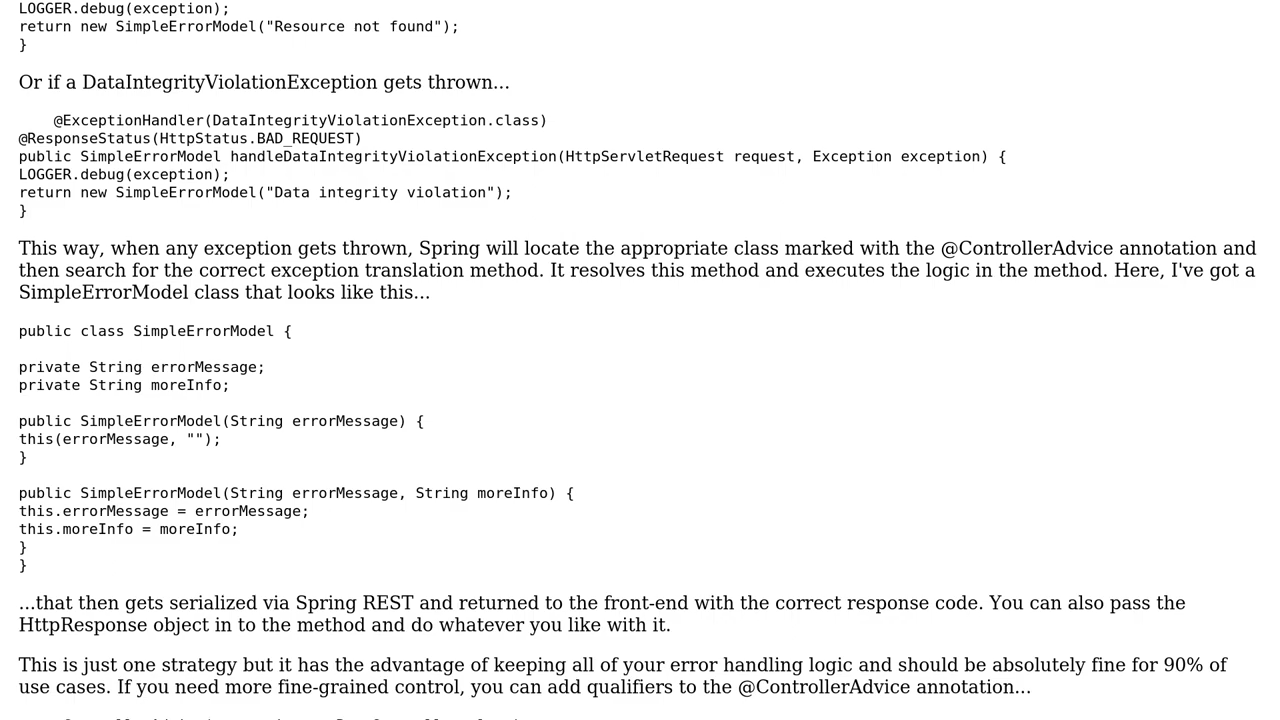 LOGGER.debug(exception);
return new SimpleErrorModel("Resource not found");
}
Or if a DataIntegrityViolationException gets thrown...
@ExceptionHandler(DataIntegrityViolationException.class)
@ResponseStatus(HttpStatus.BAD_REQUEST)
public SimpleErrorModel handleDataIntegrityViolationException(HttpServletRequest request, Exception exception) {
LOGGER.debug(exception);
return new SimpleErrorModel("Data integrity violation");
}
This way, when any exception gets thrown, Spring will locate the appropriate class marked with the @ControllerAdvice annotation and
then search for the correct exception translation method. It resolves this method and executes the logic in the method. Here, I've got a
SimpleErrorModel class that looks like this...
public class SimpleErrorModel {
private String errorMessage;
private String moreInfo;
public SimpleErrorModel(String errorMessage) {
this(errorMessage, "");
}
public SimpleErrorModel(String errorMessage, String moreInfo) {
this.errorMessage = errorMessage;
this.moreInfo = moreInfo;
}
}
...that then gets serialized via Spring REST and returned to the front-end with the correct response code. You can also pass the
HttpResponse object in to the method and do whatever you like with it.
This is just one strategy but it has the advantage of keeping all of your error handling logic and should be absolutely fine for 90% of
use cases. If you need more fine-grained control, you can add qualifiers to the @ControllerAdvice annotation...